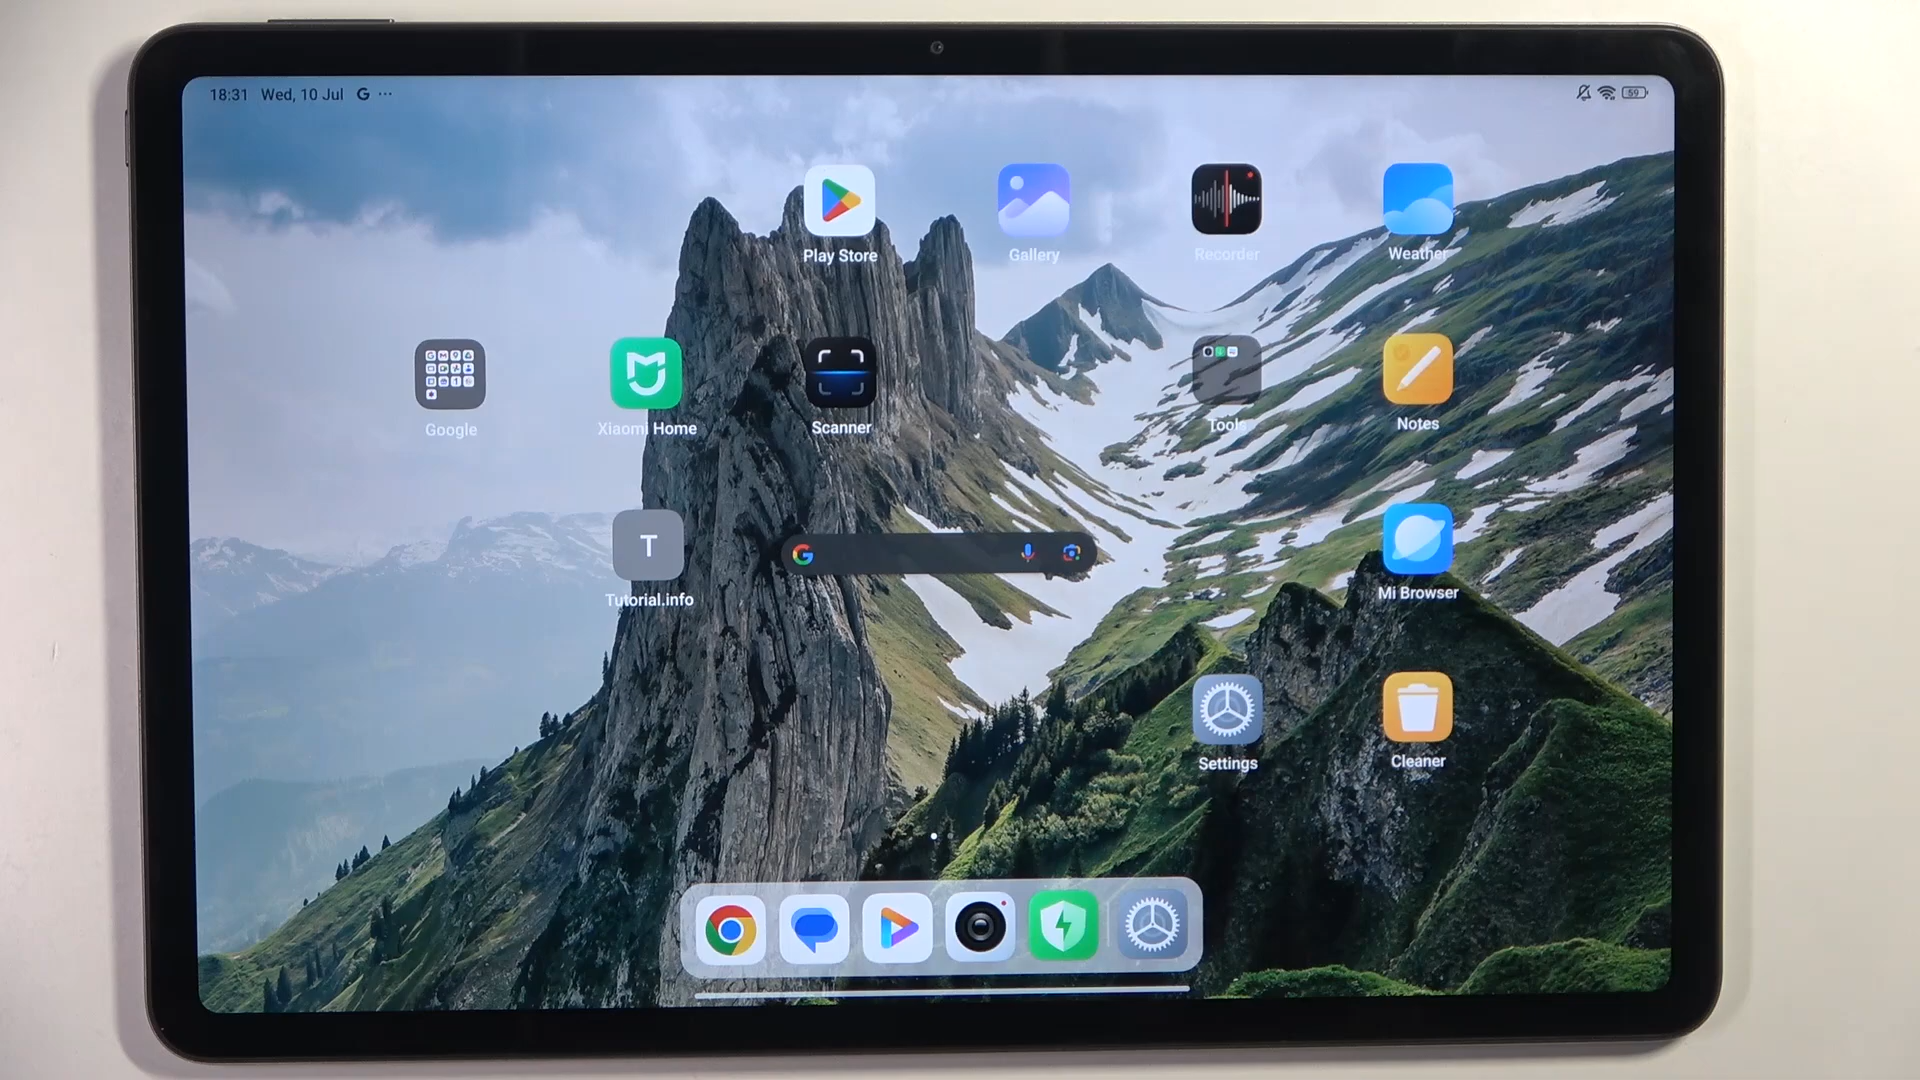 18:31 Wed, 10 Jul G ···
59
Play Store
Gallery
Recorder
Weather
Google
Xiaomi Home
Scanner
Tools
Notes
T
Tutorial.info
Mi Browser
Settings
Cleaner